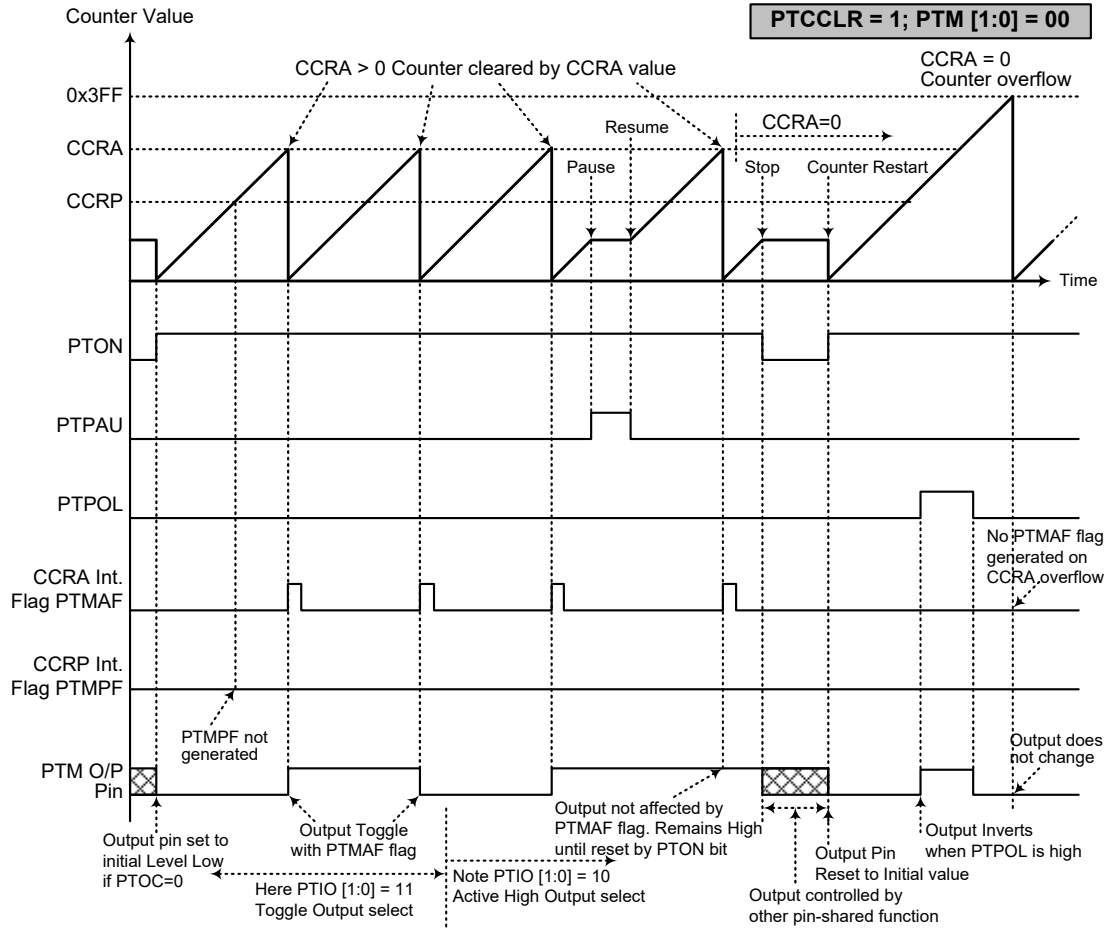 Counter Value
PTCCLR = 1; PTM [1:0] = 00
CCRA > 0 Counter cleared by CCRA value
CCRA = 0
Counter overflow
0x3FF
Resume
CCRA=0
CCRA
Pause
Stop
Counter Restart
CCRP
Time
PTON
PTPAU
PTPOL
No PTMAF flag
generated on
CCRA overflow
CCRA Int.
Flag PTMAF
CCRP Int.
Flag PTMPF
PTMPF not
generated
Output does
not change
PTM O/P
Pin
Output pin set to
initial Level Low
if PTOC=0
Output Toggle
with PTMAF flag
Output not affected by
PTMAF flag. Remains High
until reset by PTON bit
Output Inverts
when PTPOL is high
Output Pin
Reset to Initial value
Here PTIO [1:0] = 11
Toggle Output select
Note PTIO [1:0] = 10
Active High Output select
Output controlled by
other pin-shared function